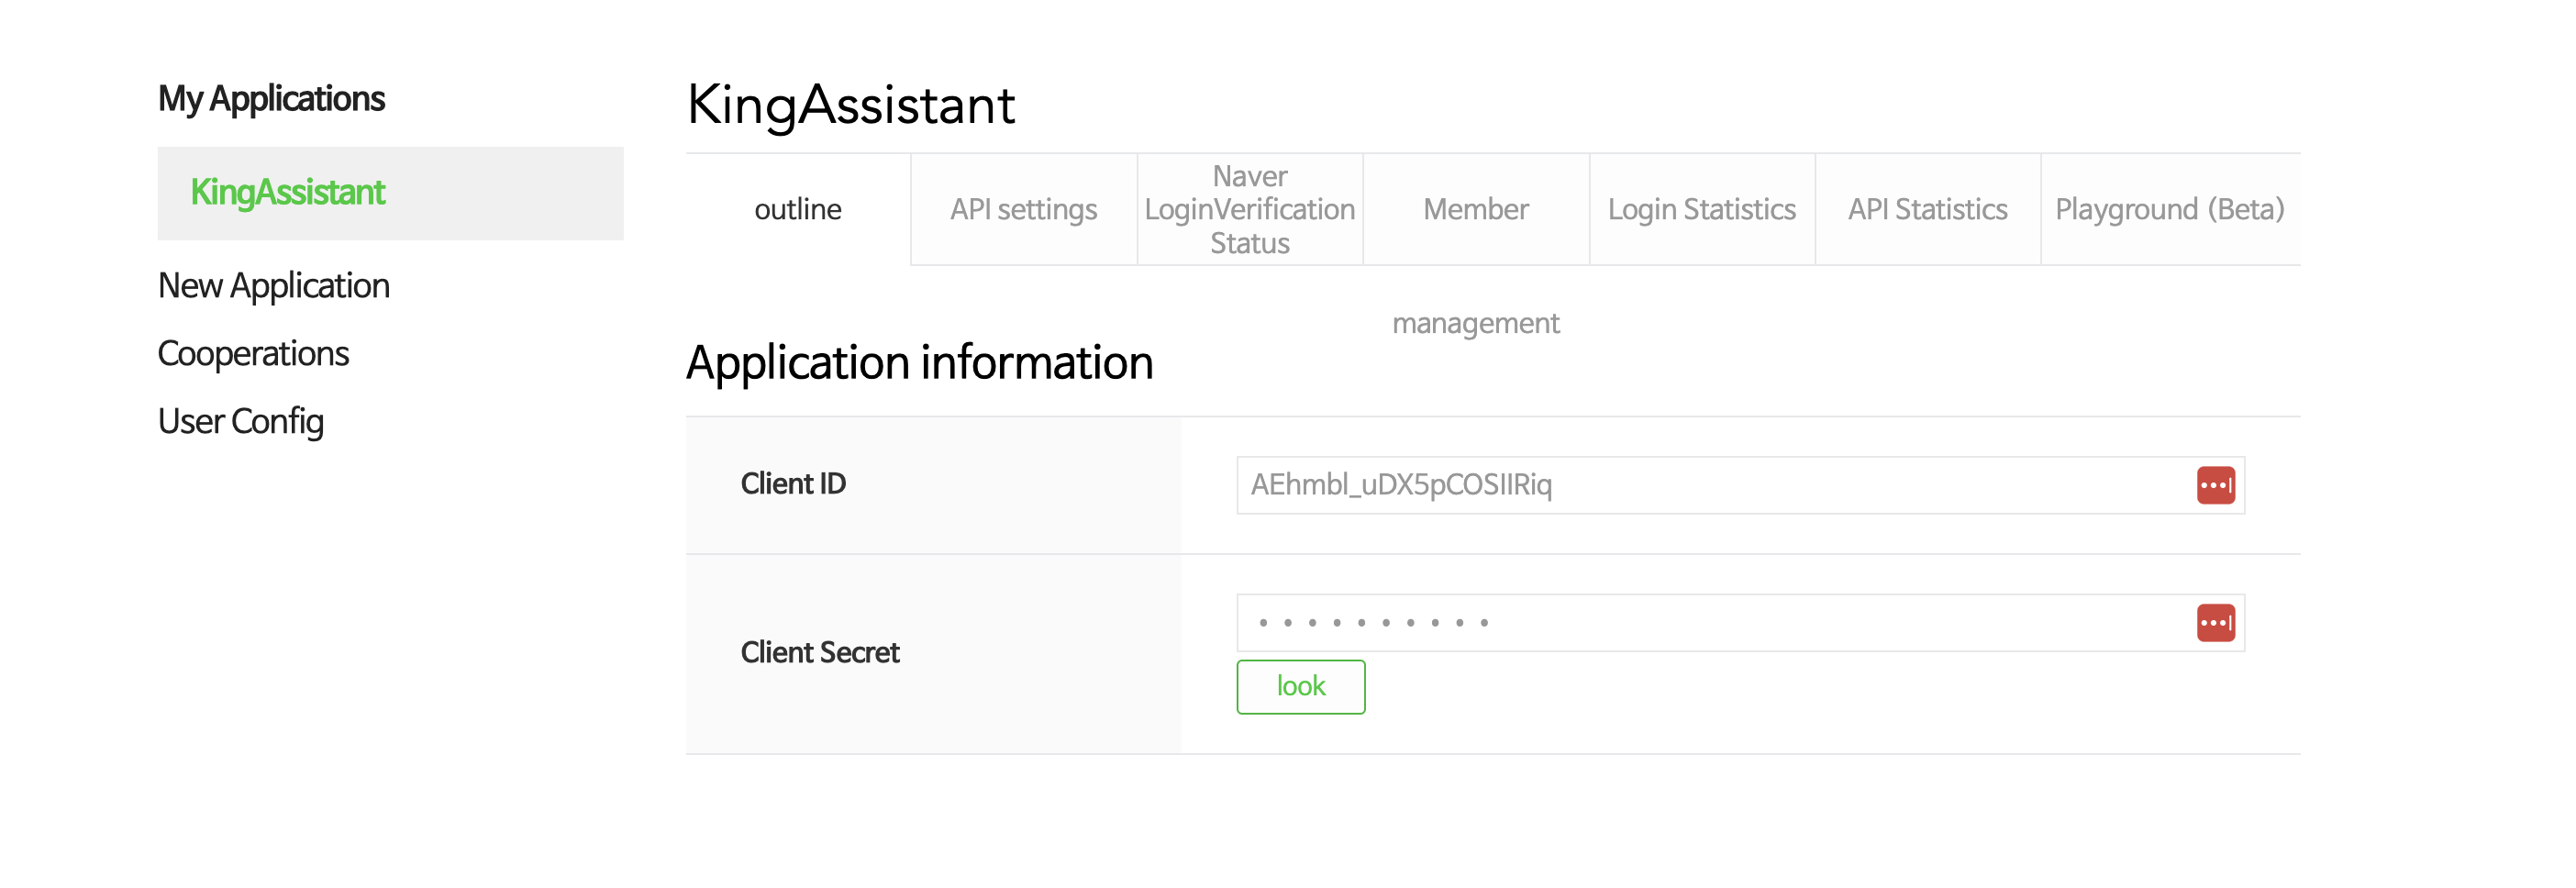 My Applications
KingAssistant
New Application
Cooperations
User Config
KingAssistant
outline
API settings
Naver
LoginVerification
Status
Member
management
Login Statistics
API Statistics
Playground (Beta)
Application information
Client ID
AEhmbl_uDX5pCOSIIRiq
Client Secret
look